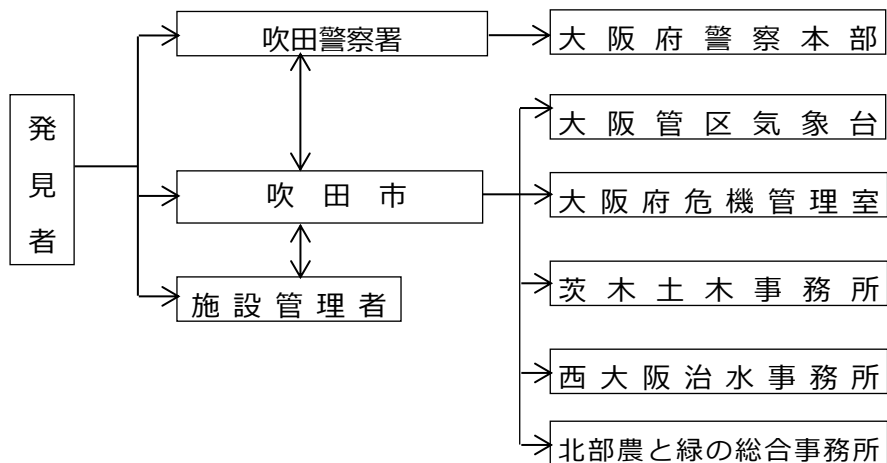 発見者
吹田警察署
吹田市
施設管理者
大阪府警察本部
大阪管区気象台
大阪府危機管理室
茨木土木事務所
西大阪治水事務所
北部農と緑の総合事務所